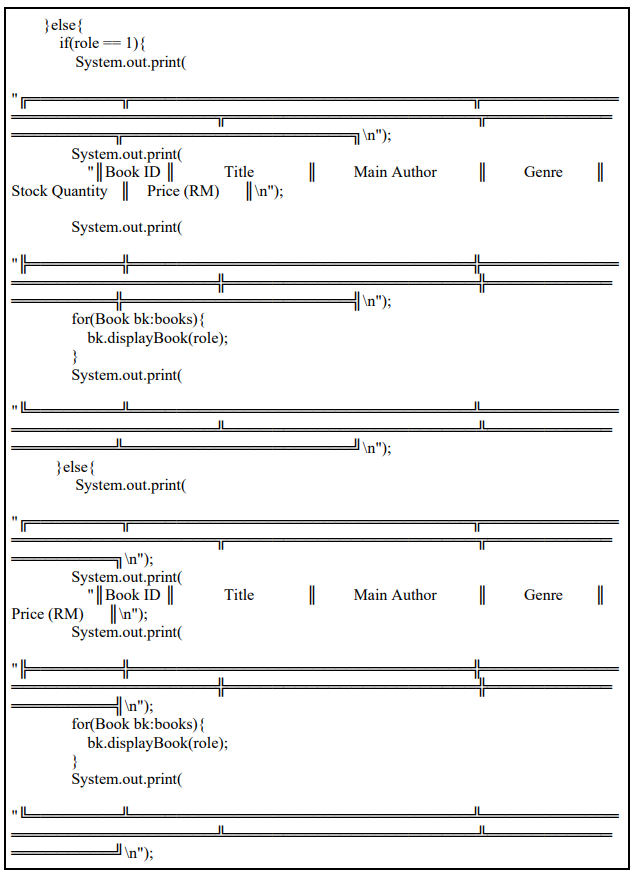 }else{
if(role == 1){
System.out.print(
"╔════════════╦════════════════════════════════════╦══════════════
══════════════════════╦══════════════════════════╦═════════════
═══════════╦════════════════════════╗\n");
System.out.print(
"║Book ID ║ Title ║ Main Author ║ Genre ║
Stock Quantity ║ Price (RM) ║\n");
System.out.print(
"╠════════════╬════════════════════════════════════╬══════════════
══════════════════════╬══════════════════════════╬═════════════
═══════════╬════════════════════════╣\n");
for(Book bk:books){
bk.displayBook(role);
}
System.out.print(
"╚════════════╩════════════════════════════════════╩══════════════
══════════════════════╩══════════════════════════╩═════════════
═══════════╩════════════════════════╝\n");
}else{
System.out.print(
"╔════════════╦════════════════════════════════════╦══════════════
══════════════════════╦══════════════════════════╦═════════════
═══════════╗\n");
System.out.print(
"║Book ID ║ Title ║ Main Author ║ Genre ║
Price (RM) ║\n");
System.out.print(
"╠════════════╬════════════════════════════════════╬══════════════
══════════════════════╬══════════════════════════╬═════════════
═══════════╣\n");
for(Book bk:books){
bk.displayBook(role);
}
System.out.print(
"╚════════════╩════════════════════════════════════╩══════════════
══════════════════════╩══════════════════════════╩═════════════
═══════════╝\n");